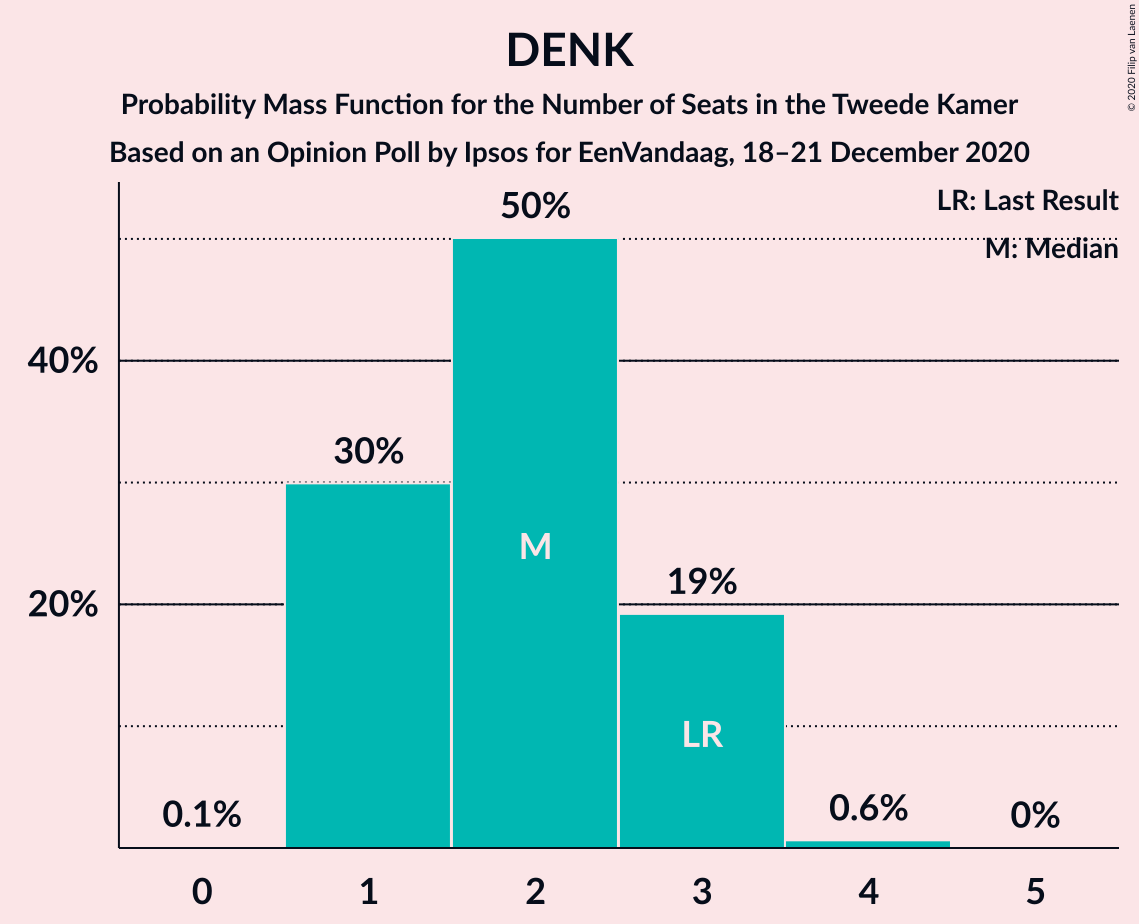 DENK
Probability Mass Function for the Number of Seats in the Tweede Kamer
Based on an Opinion Poll by Ipsos for EenVandaag, 18–21 December 2020
© 2020 Filip van Laenen
LR: Last Result
M: Median
50%
40%
30%
M
19%
20%
LR
0.1%
0.6%
0%
0 1 2 3 4 5